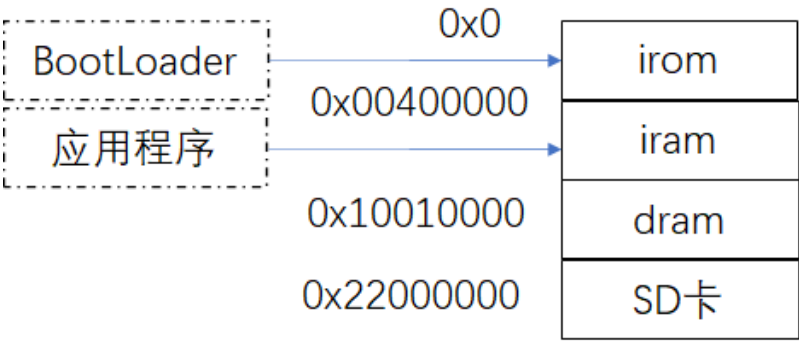 0x0
BootLoader
irom
0x00400000
应用程序
iram
0x10010000
dram
0x22000000
SD卡